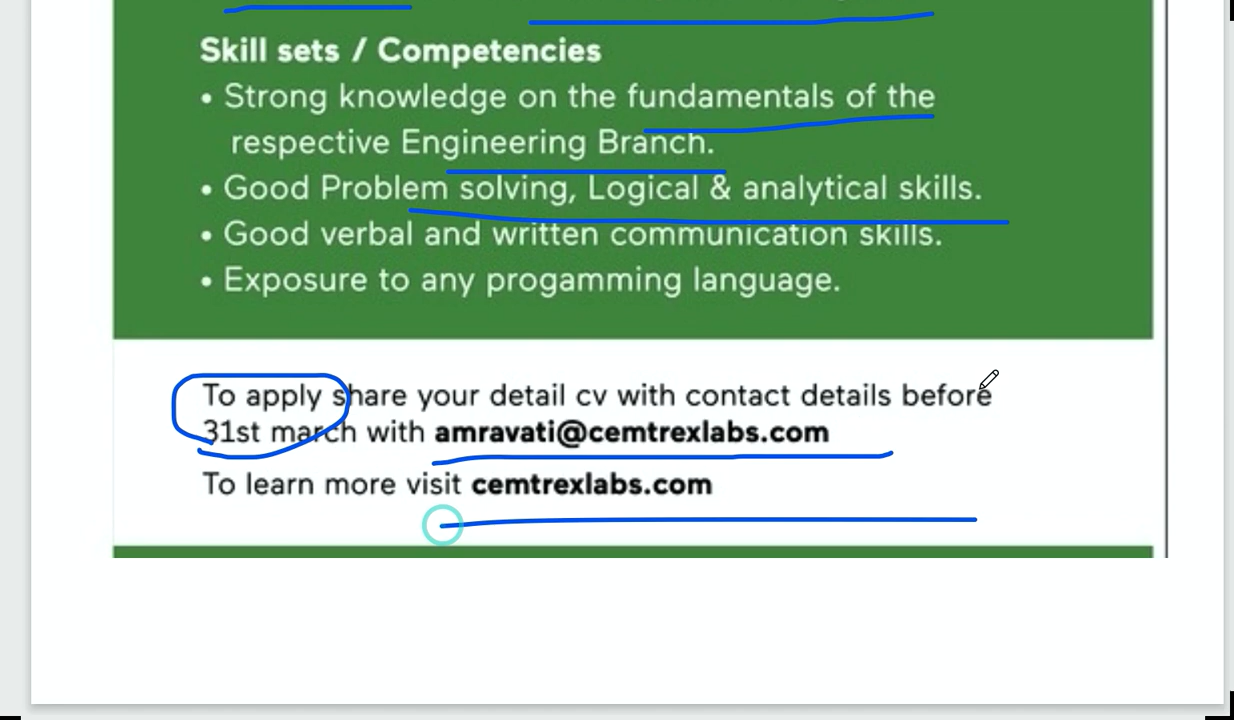 Skill sets / Competencies
• Strong knowledge on the fundamentals of the
respective Engineering Branch.
• Good Problem solving, Logical & analytical skills.
• Good verbal and written communication skills.
• Exposure to any progamming language.
To apply share your detail cv with contact details before
31st march with amravati@cemtrexlabs.com
To learn more visit cemtrexlabs.com